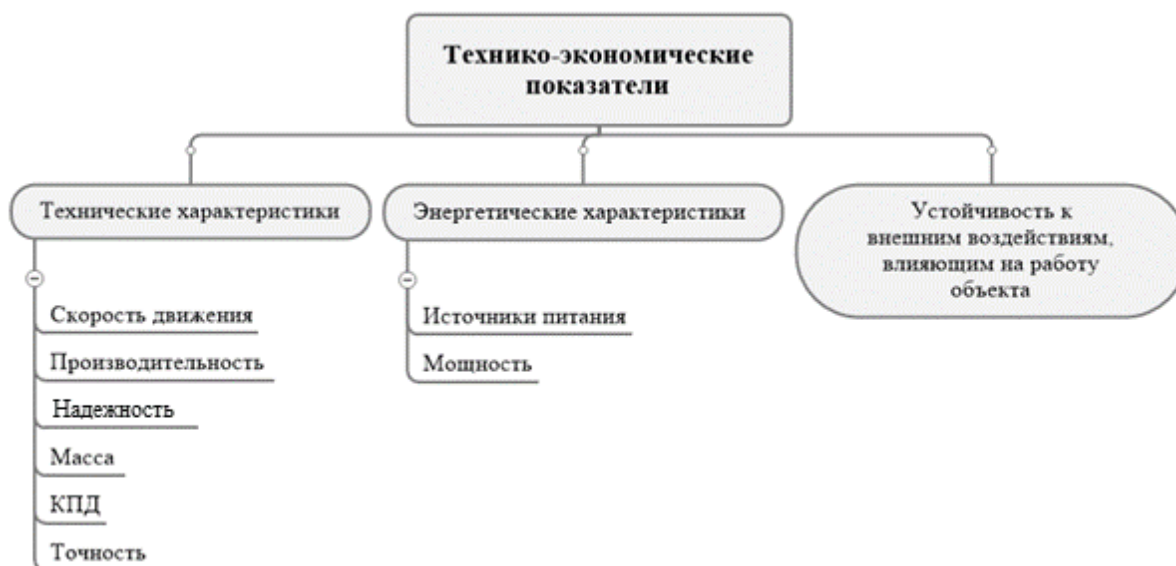 Технико-экономические
показатели
Технические характеристики
Скорость движения
Производительность
Надежность
Масса
КПД
Точность
Энергетические характеристики
Источники питания
Мощность
Устойчивость к
внешним воздействиям,
влияющим на работу
объекта